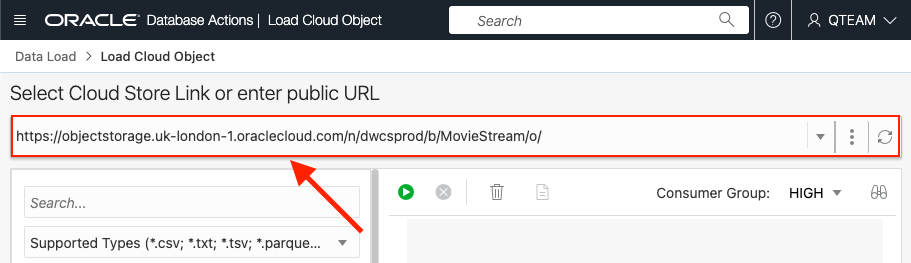 ORACLE Database Actions | Load Cloud Object Search QTEAM
Data Load > Load Cloud Object
Select Cloud Store Link or enter public URL
https://objectstorage.uk-london-1.oraclecloud.com/n/dwcsprod/b/MovieStream/o/
Search...
Consumer Group: HIGH
Supported Types (*.csv; *.txt; *.tsv; *.parque...